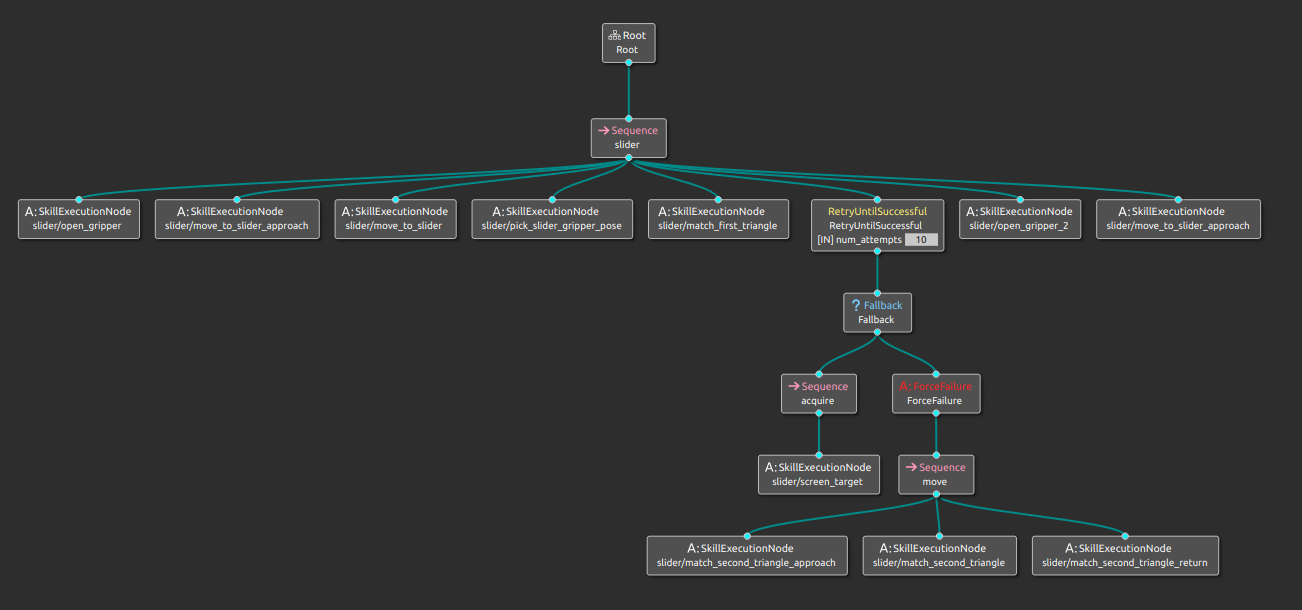 Root
Root
Sequence
slider
A: SkillExecutionNode
slider/open_gripper
A: SkillExecutionNode
slider/move_to_slider_approach
A: SkillExecutionNode
slider/move_to_slider
A: SkillExecutionNode
slider/pick_slider_gripper_pose
A: SkillExecutionNode
slider/match_first_triangle
RetryUntilSuccessful
RetryUntilSuccessful
[IN] num_attempts 10
A: SkillExecutionNode
slider/open_gripper_2
A: SkillExecutionNode
slider/move_to_slider_approach
? Fallback
Fallback
Sequence
acquire
A: ForceFailure
ForceFailure
A: SkillExecutionNode
slider/screen_target
Sequence
move
A: SkillExecutionNode
slider/match_second_triangle_approach
A: SkillExecutionNode
slider/match_second_triangle
A: SkillExecutionNode
slider/match_second_triangle_return